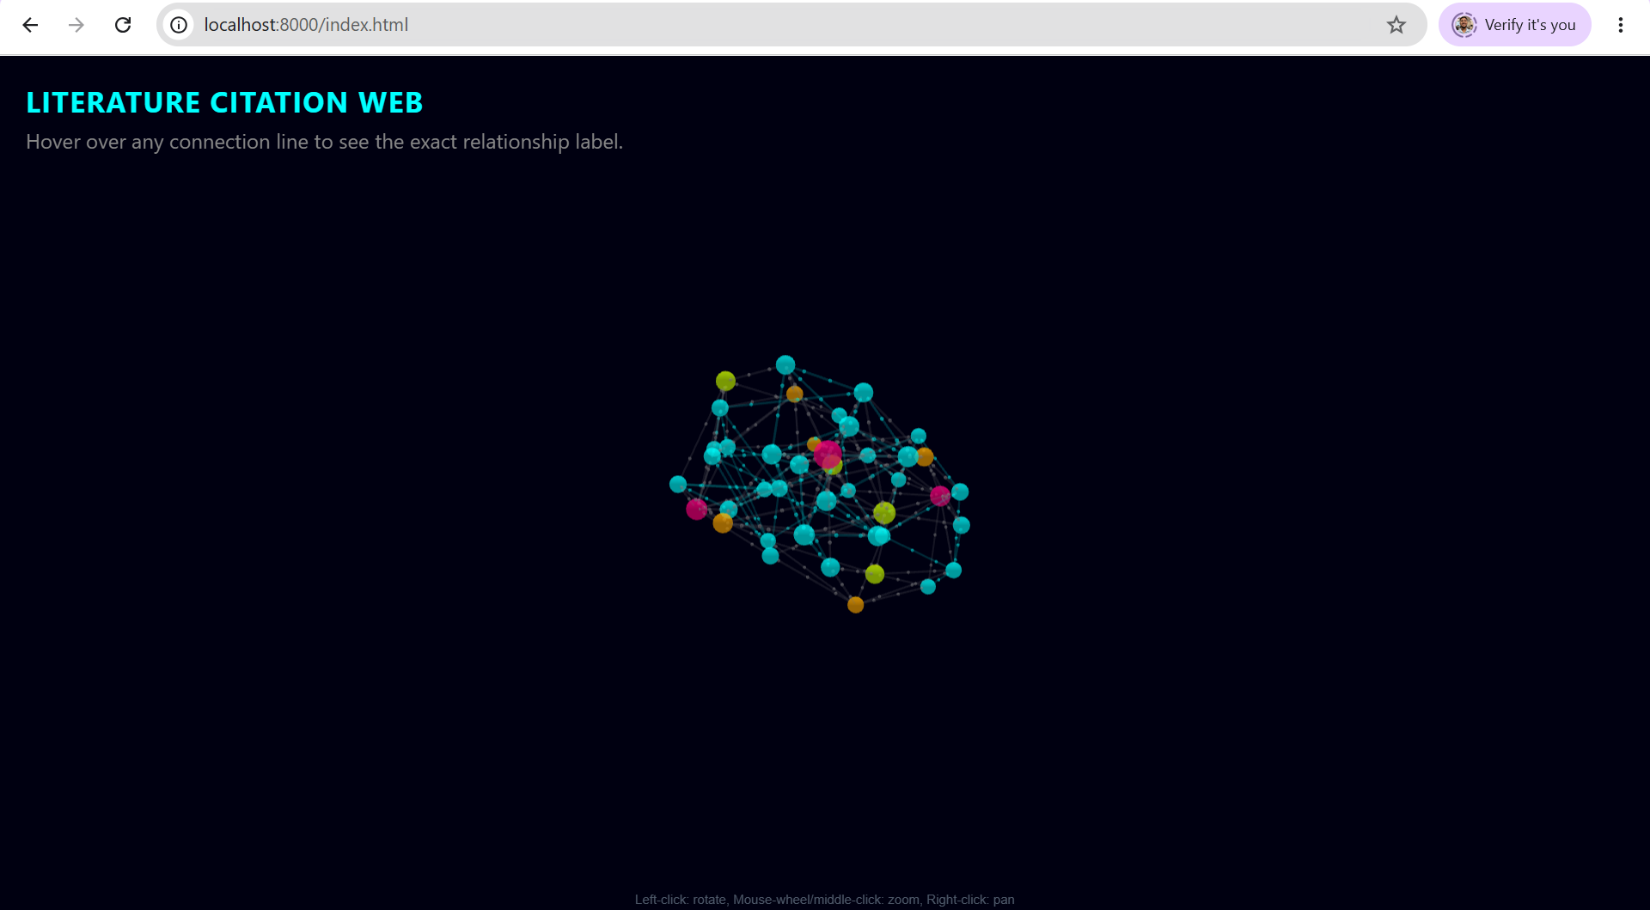 localhost:8000/index.html
Verify it's you
LITERATURE CITATION WEB
Hover over any connection line to see the exact relationship label.
Left-click: rotate, Mouse-wheel/middle-click: zoom, Right-click: pan